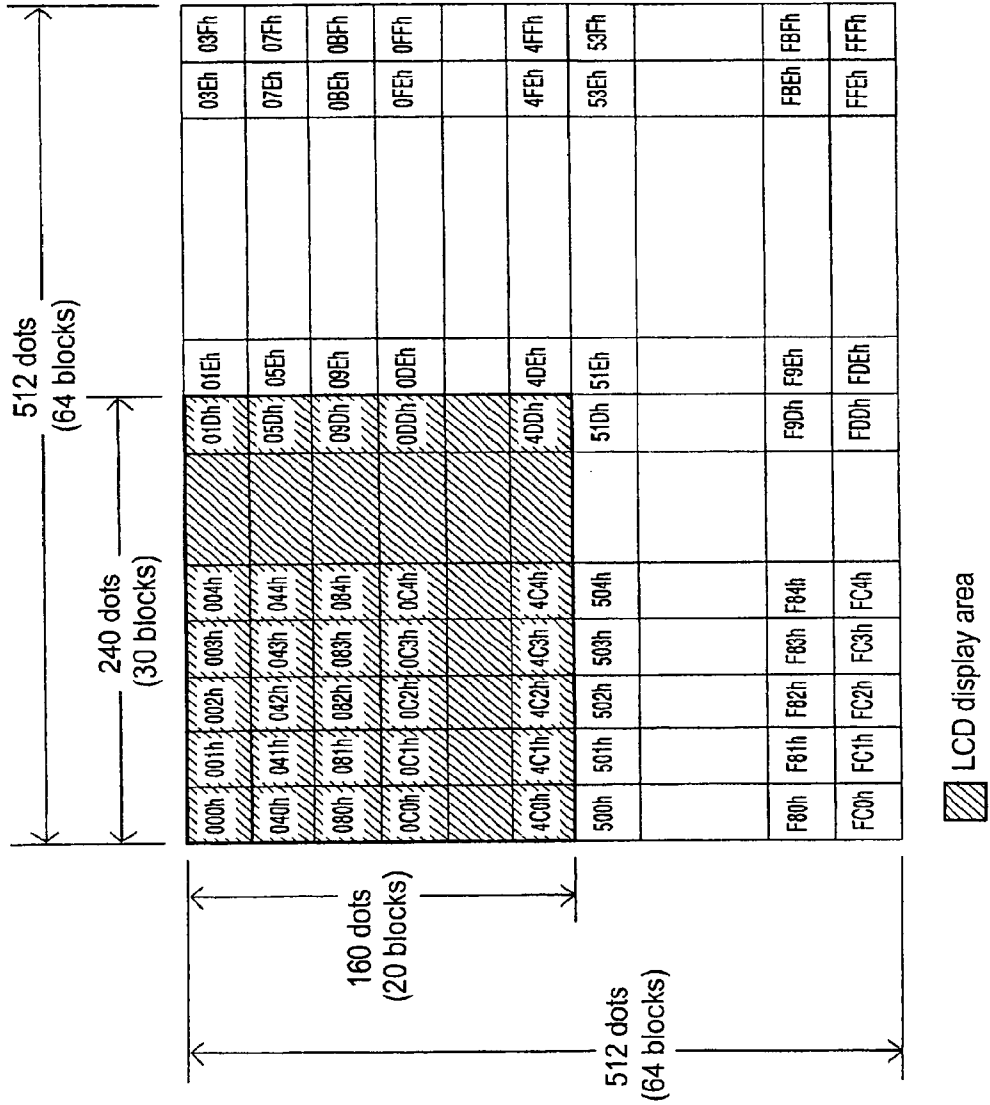 512 dots
(64 blocks)
240 dots
(30 blocks)
160 dots
(20 blocks)
512 dots
(64 blocks)
000h 001h 002h 003h 004h 01Dh 01Eh 03Eh 03Fh
040h 041h 042h 043h 044h 05Dh 05Eh 07Eh 07Fh
080h 081h 082h 083h 084h 09Dh 09Eh 0BEh 0BFh
0C0h 0C1h 0C2h 0C3h 0C4h 0DDh 0DEh 0FEh 0FFh
4C0h 4C1h 4C2h 4C3h 4C4h 4DDh 4DEh 4FEh 4FFh
500h 501h 502h 503h 504h 51Dh 51Eh 53Eh 53Fh
F80h F81h F82h F83h F84h F9Dh F9Eh FBEh FBFh
FC0h FC1h FC2h FC3h FC4h FDDh FDEh FFEh FFFh
LCD display area